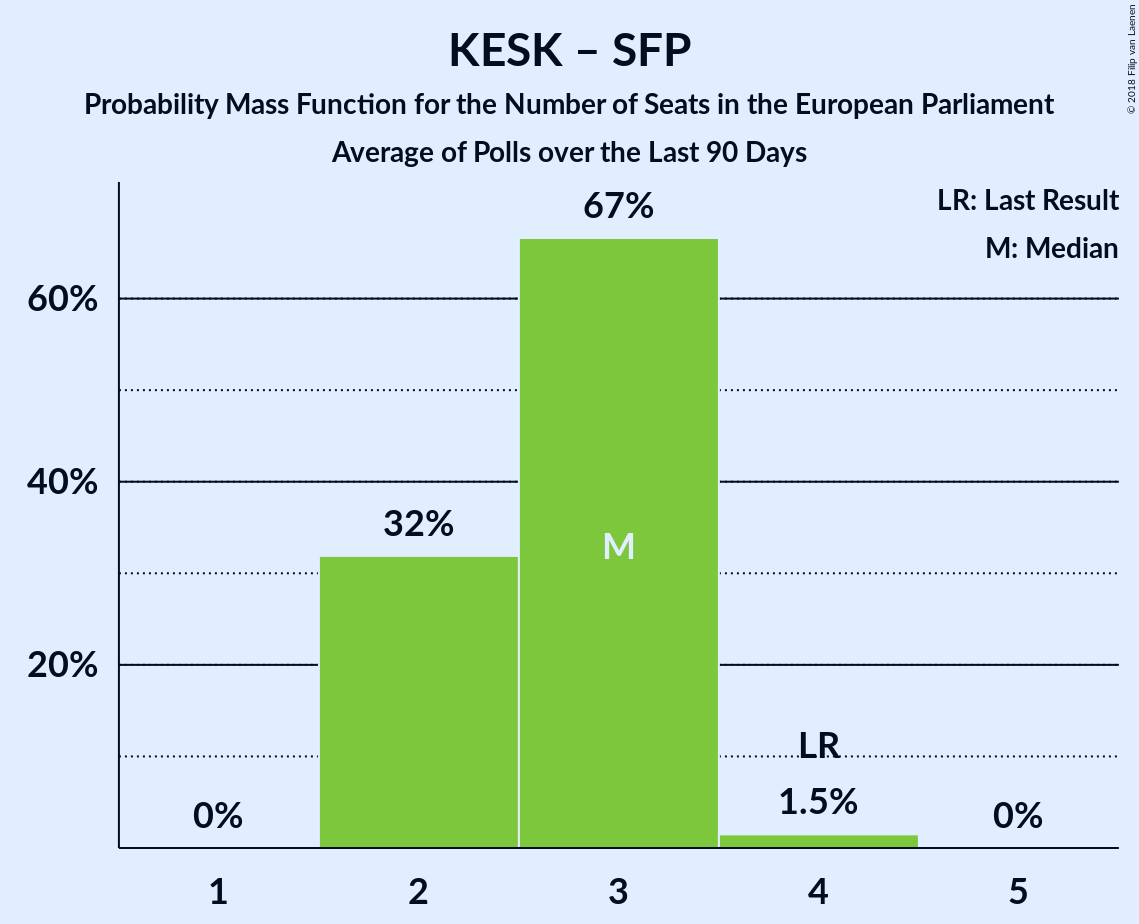 KESK – SFP
Probability Mass Function for the Number of Seats in the European Parliament
Average of Polls over the Last 90 Days
© 2018 Filip van Laenen
LR: Last Result
M: Median
67%
60%
40%
32%
M
20%
LR
1.5%
0%
0%
1 2 3 4 5